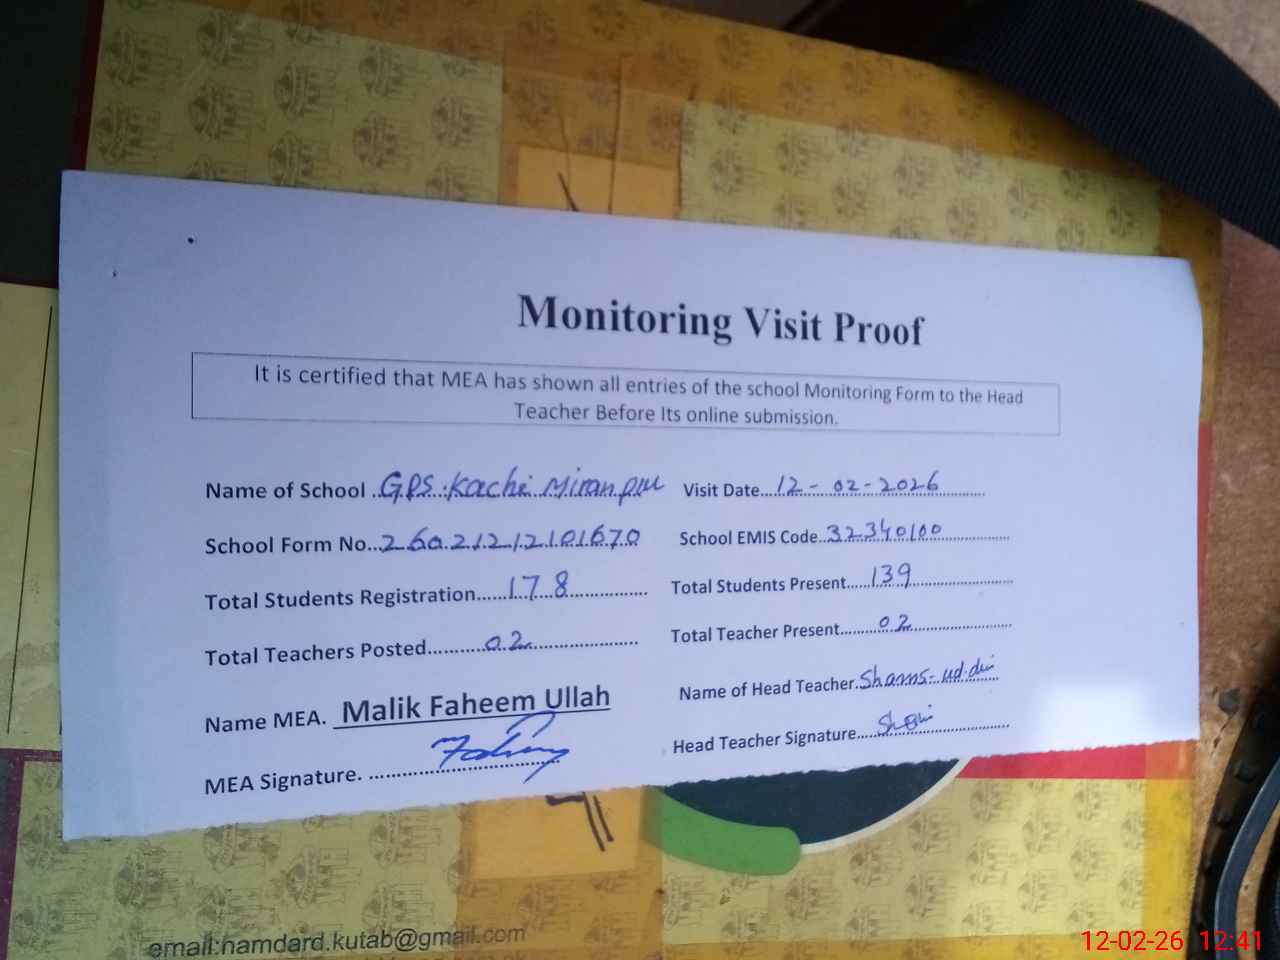 Monitoring Visit Proof
It is certified that MEA has shown all entries of the school Monitoring Form to the Head
Teacher Before Its online submission.
Name of School GPS Kachi Miranpur Visit Date 12-02-2026
School Form No. 26021212101670 School EMIS Code 32340100
Total Students Registration 178 Total Students Present 139
Total Teachers Posted 02 Total Teacher Present 02
Name MEA. Malik Faheem Ullah Name of Head Teacher Shams-ud-din
MEA Signature. Head Teacher Signature
email:hamdard.kutab@gmail.com
12-02-26 12:41